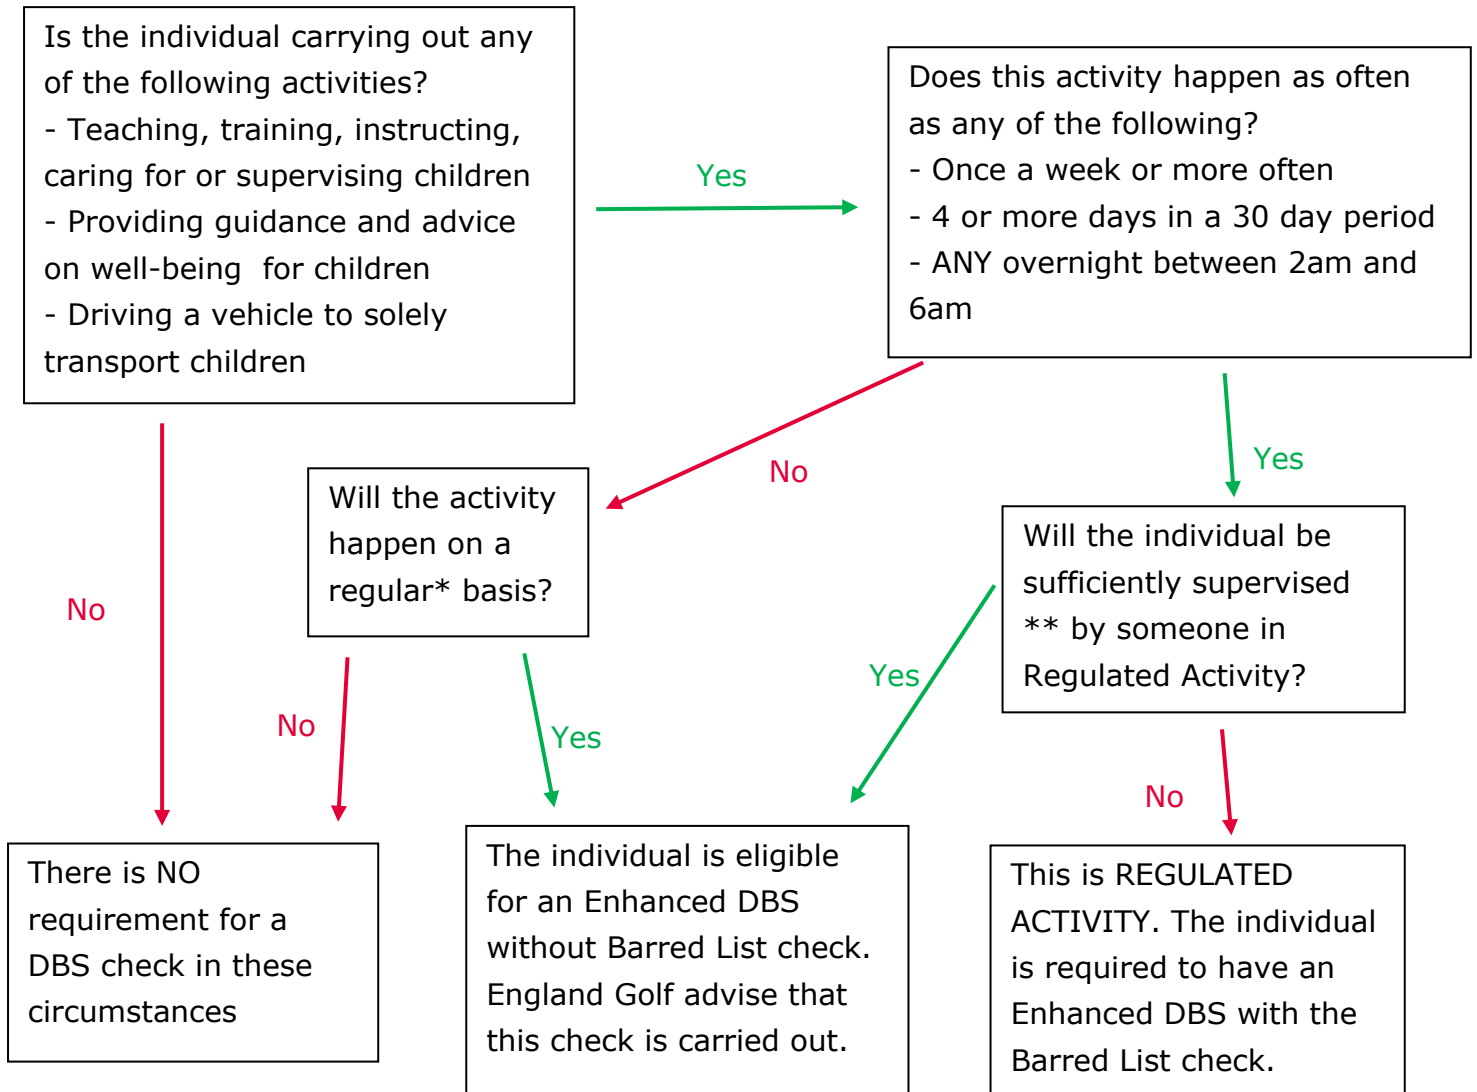 Is the individual carrying out any
of the following activities?
- Teaching, training, instructing,
caring for or supervising children
- Providing guidance and advice
on well-being  for children
- Driving a vehicle to solely
transport children
Yes
Does this activity happen as often
as any of the following?
- Once a week or more often
- 4 or more days in a 30 day period
- ANY overnight between 2am and
6am
No
No
Yes
Will the activity
happen on a
regular* basis?
Will the individual be
sufficiently supervised
** by someone in
Regulated Activity?
No
Yes
Yes
No
There is NO
requirement for a
DBS check in these
circumstances
The individual is eligible
for an Enhanced DBS
without Barred List check.
England Golf advise that
this check is carried out.
This is REGULATED
ACTIVITY. The individual
is required to have an
Enhanced DBS with the
Barred List check.